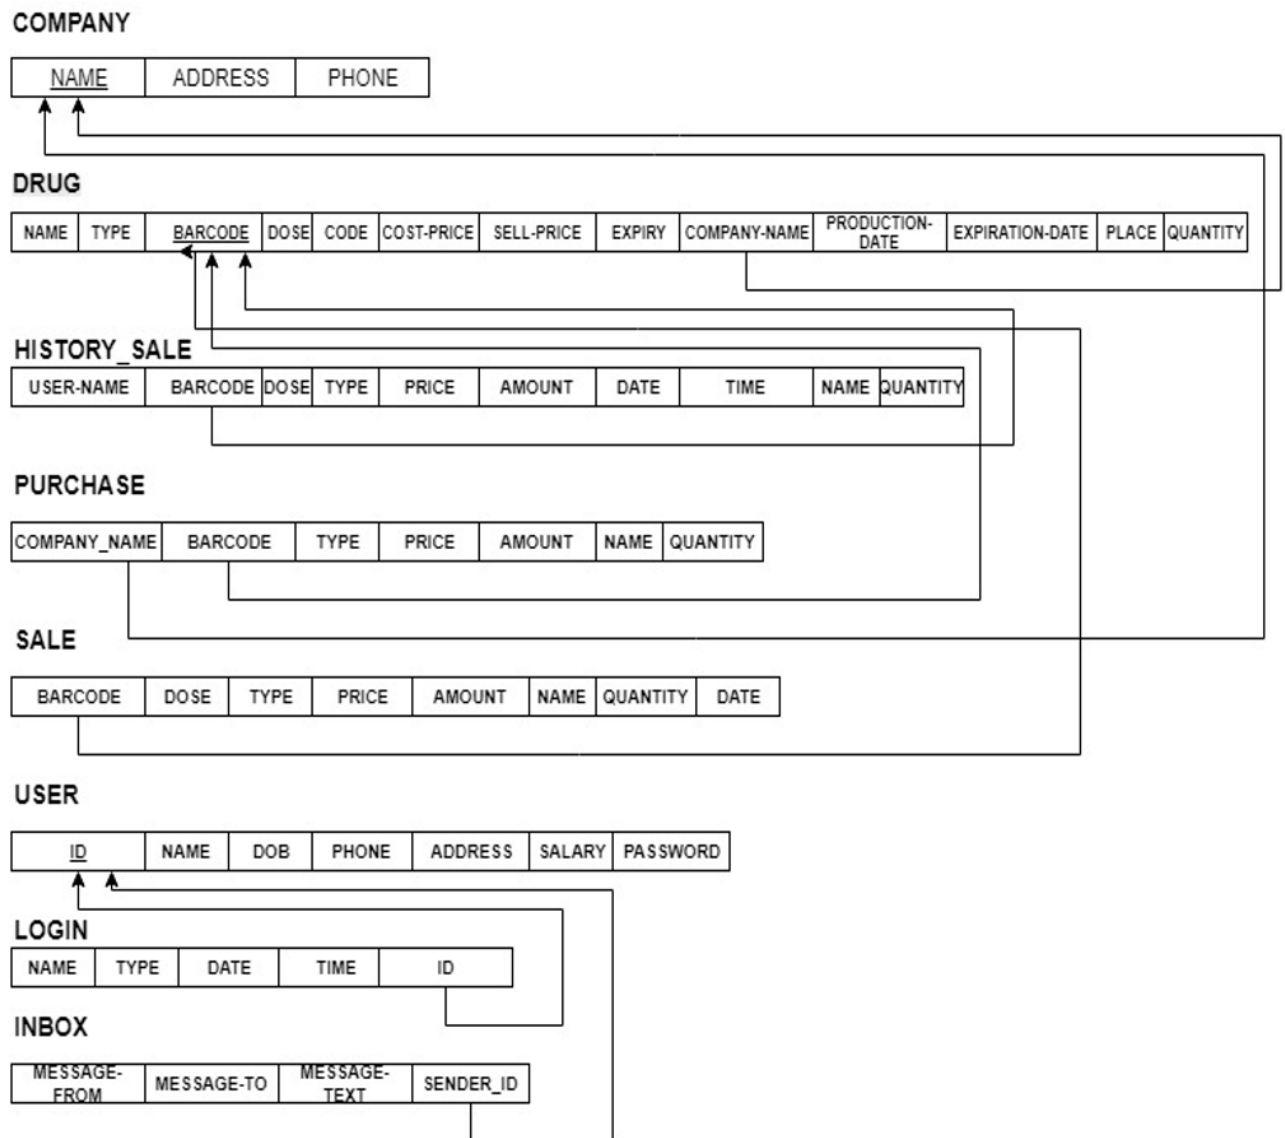 COMPANY
NAME ADDRESS PHONE
DRUG
NAME TYPE BARCODE DOSE CODE COST-PRICE SELL-PRICE EXPIRY COMPANY-NAME PRODUCTION-DATE EXPIRATION-DATE PLACE QUANTITY
HISTORY_SALE
USER-NAME BARCODE DOSE TYPE PRICE AMOUNT DATE TIME NAME QUANTITY
PURCHASE
COMPANY_NAME BARCODE TYPE PRICE AMOUNT NAME QUANTITY
SALE
BARCODE DOSE TYPE PRICE AMOUNT NAME QUANTITY DATE
USER
ID NAME DOB PHONE ADDRESS SALARY PASSWORD
LOGIN
NAME TYPE DATE TIME ID
INBOX
MESSAGE-FROM MESSAGE-TO MESSAGE-TEXT SENDER_ID